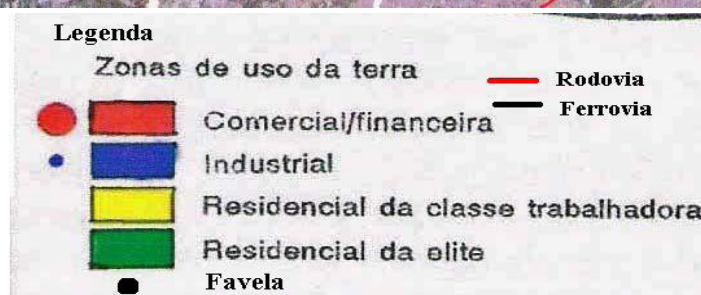 Legenda
Zonas de uso da terra
Rodovia
Ferrovia
Comercial/financeira
Industrial
Residencial da classe trabalhadora
Residencial da elite
Favela